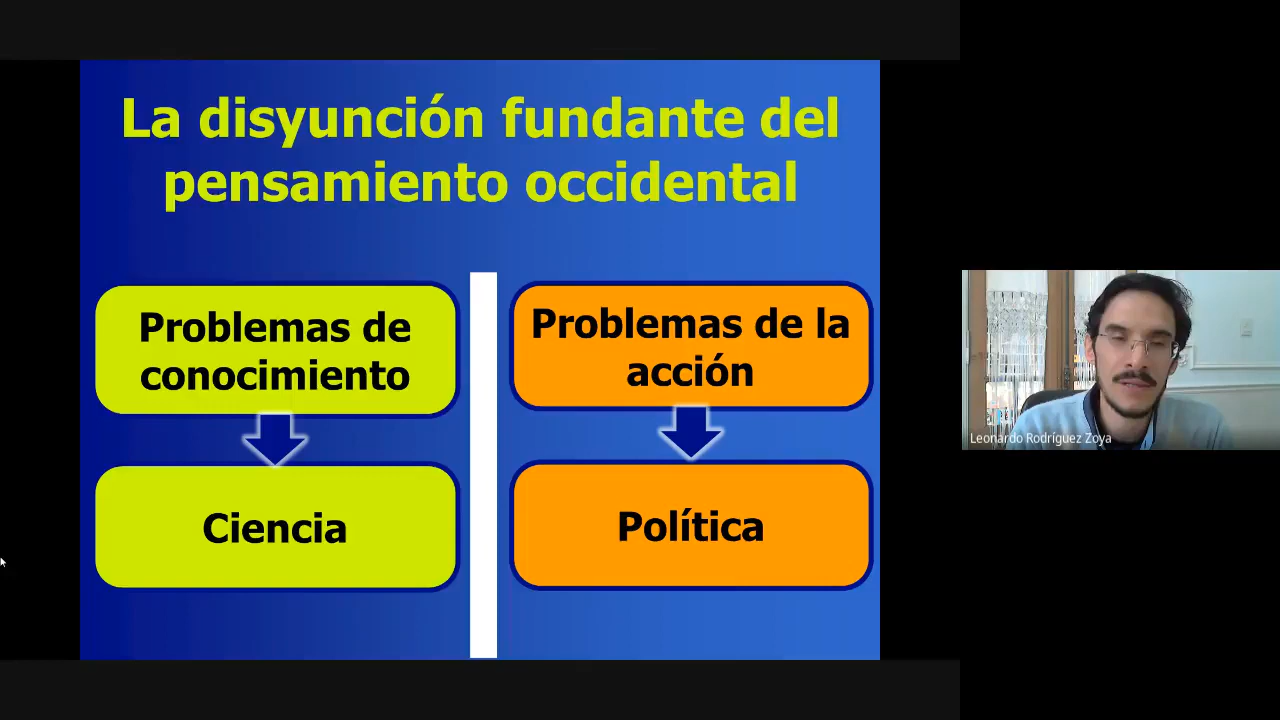 La disyunción fundante del
pensamiento occidental
Problemas de
conocimiento
Ciencia
Problemas de la
acción
Política
Leonardo Rodríguez Zoya